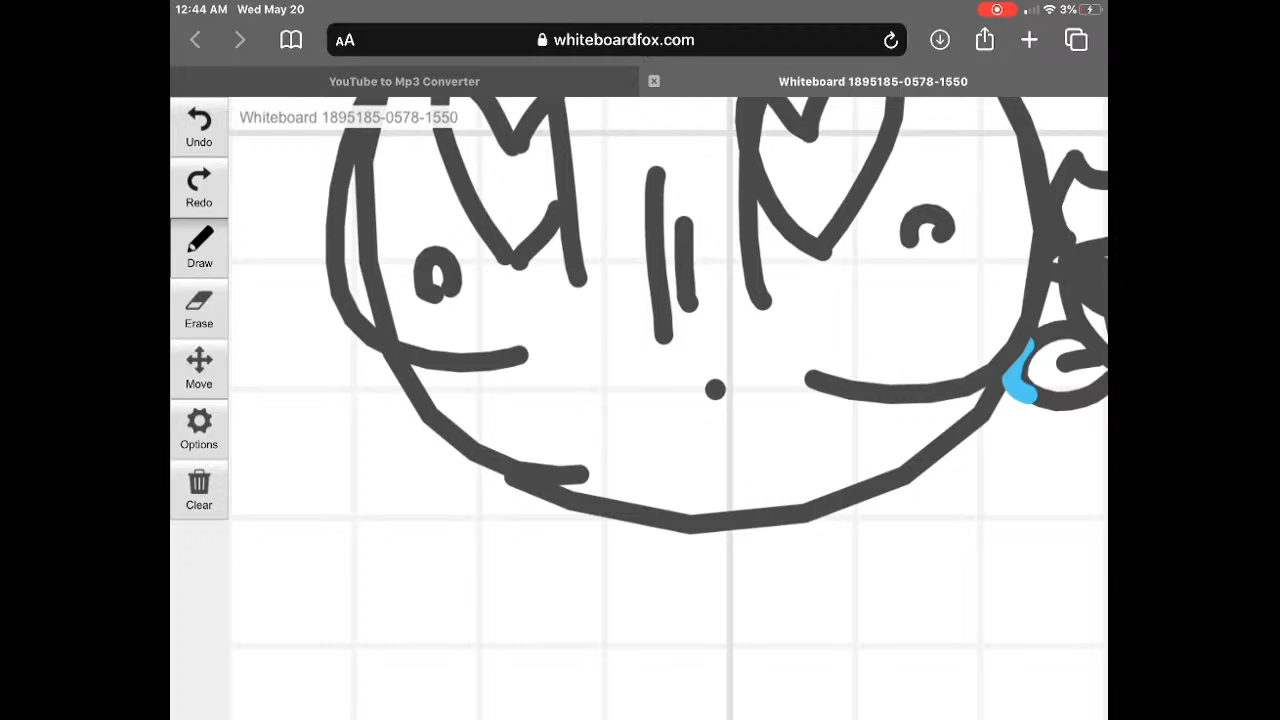 12:44 AM Wed May 20
3%
AA
whiteboardfox.com
YouTube to Mp3 Converter
Whiteboard 1895185-0578-1550
Whiteboard 1895185-0578-1550
Undo
Redo
Draw
Erase
Move
Options
Clear